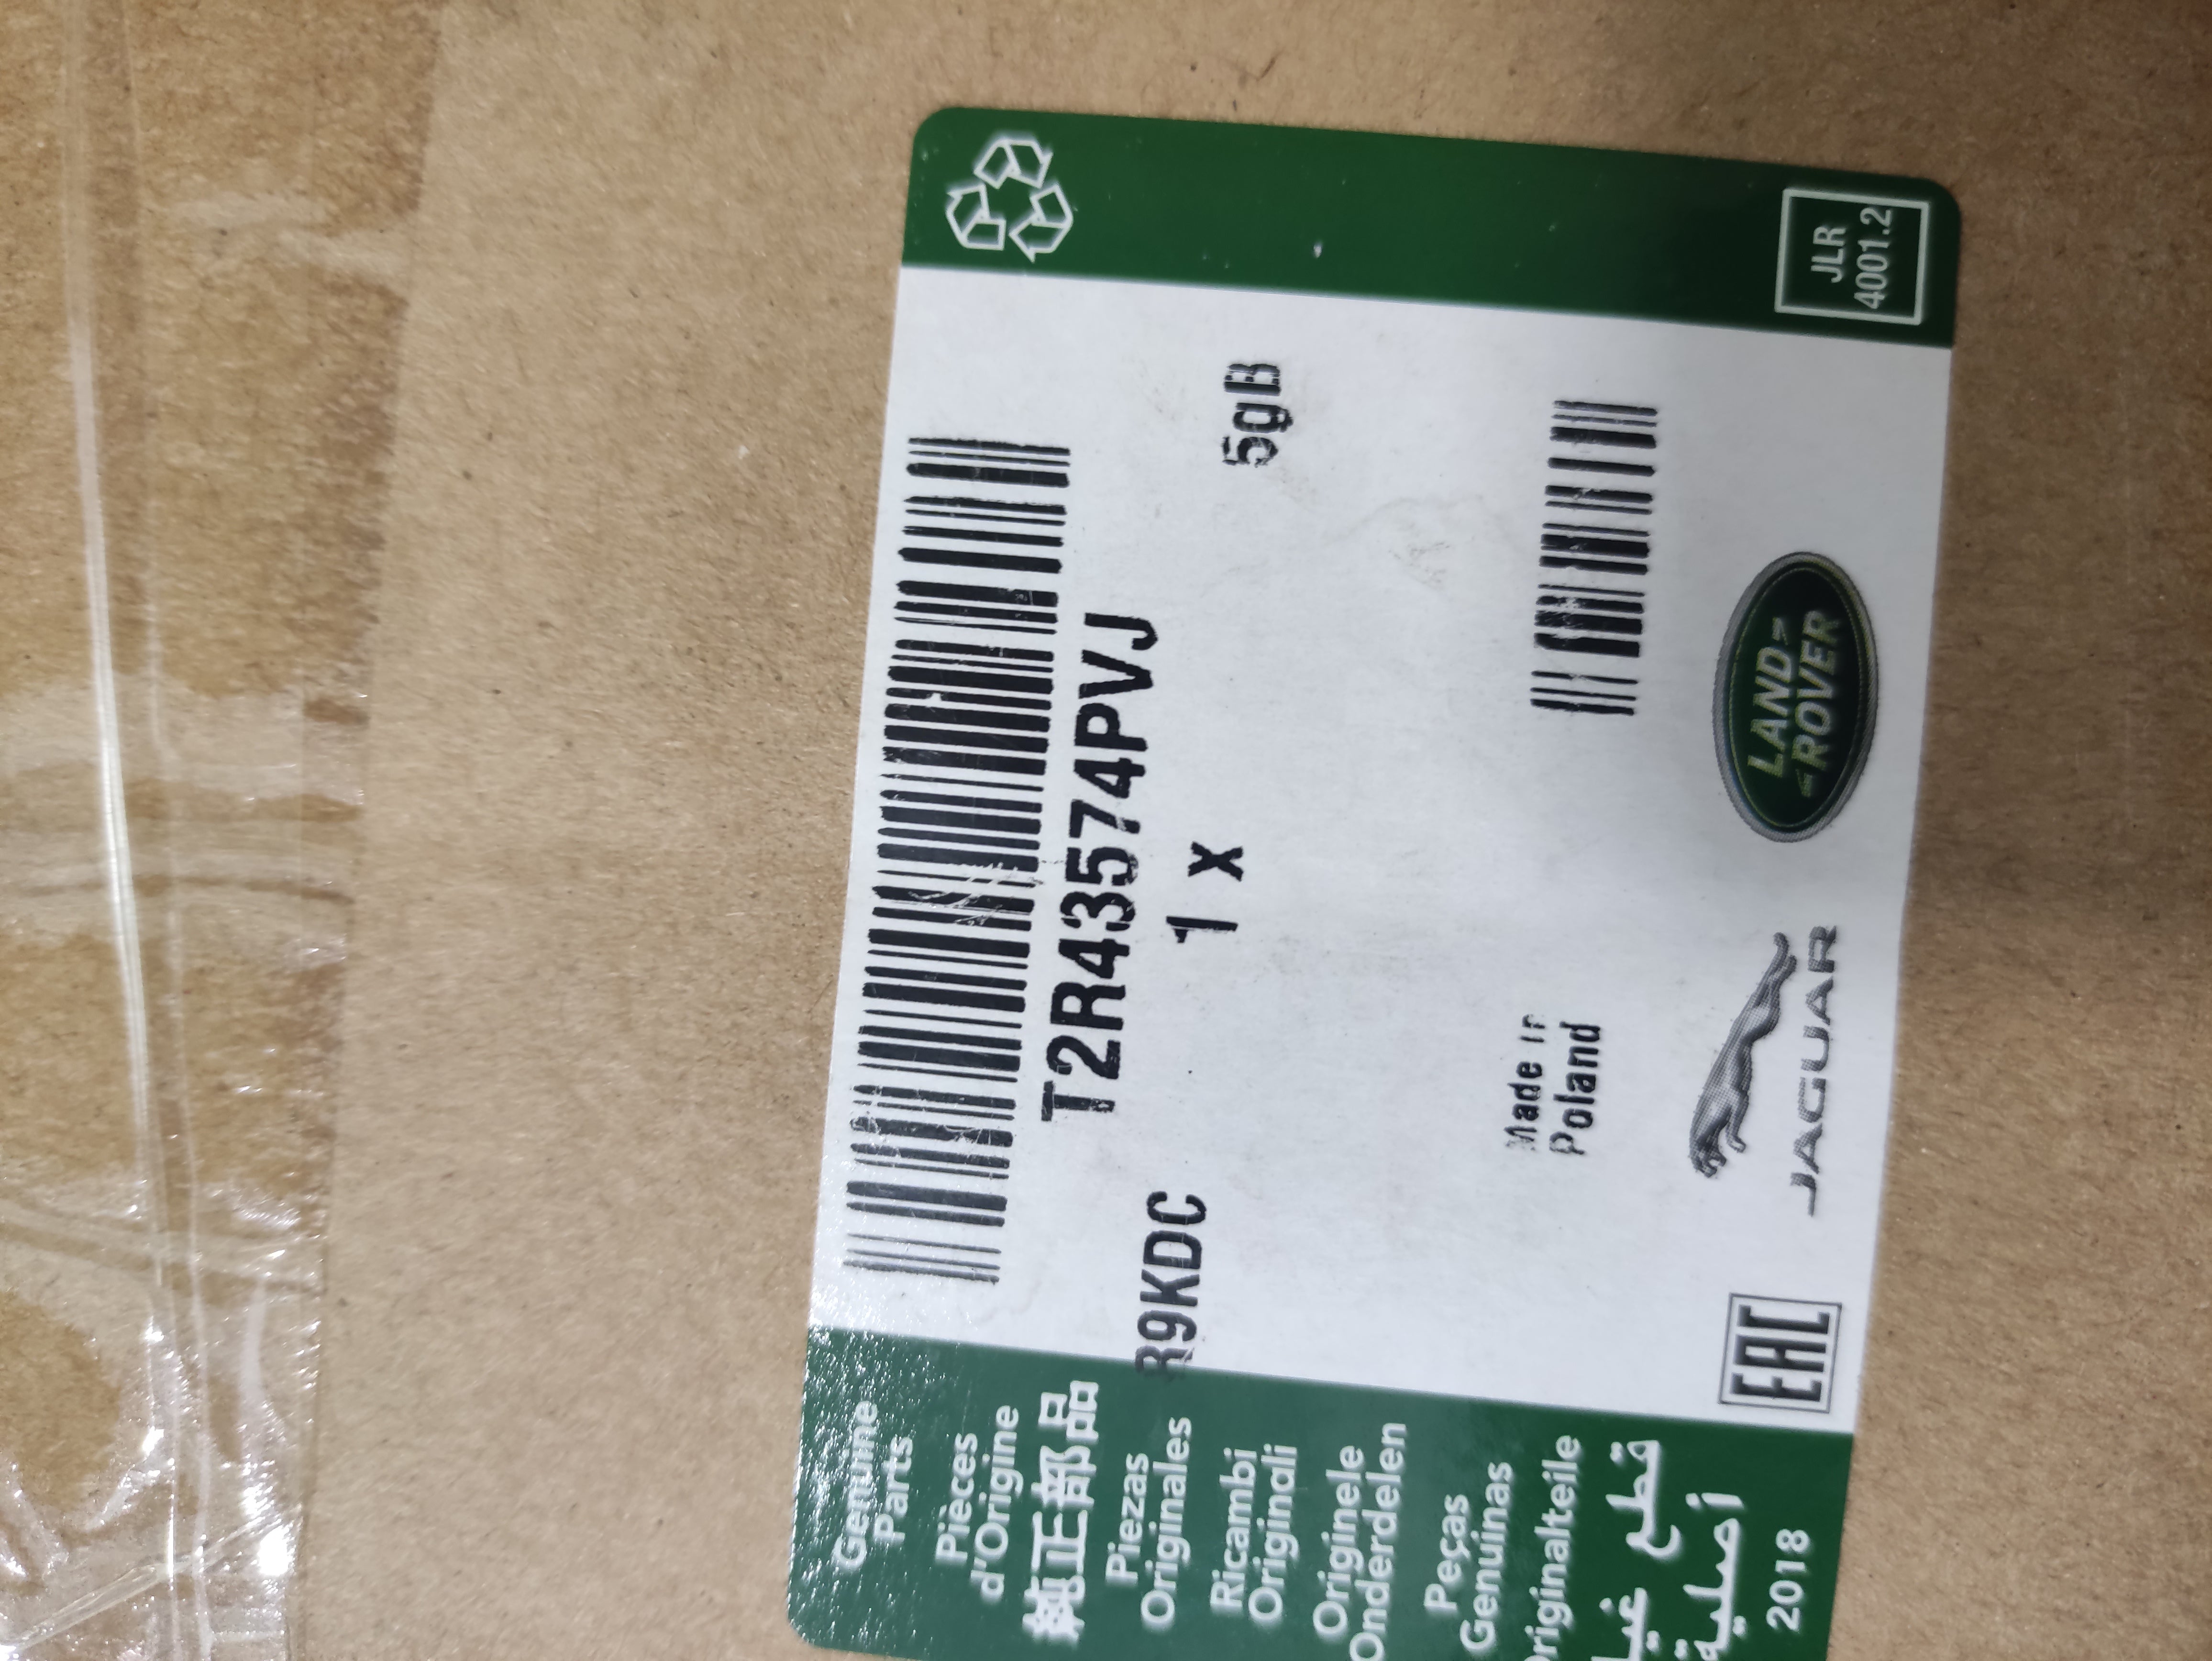 Genuine
Parts
Pièces
d'Origine
純正部品
Piezas
Originales
Ricambi
Originali
Originele
Onderdelen
Peças
Genuinas
Originalteile
قطع غيار
أصلية
2018
T2R43574PVJ
R9KDC
1 x
5gB
Made in
Poland
EAC
JAGUAR
LAND
ROVER
JLR
4001.2